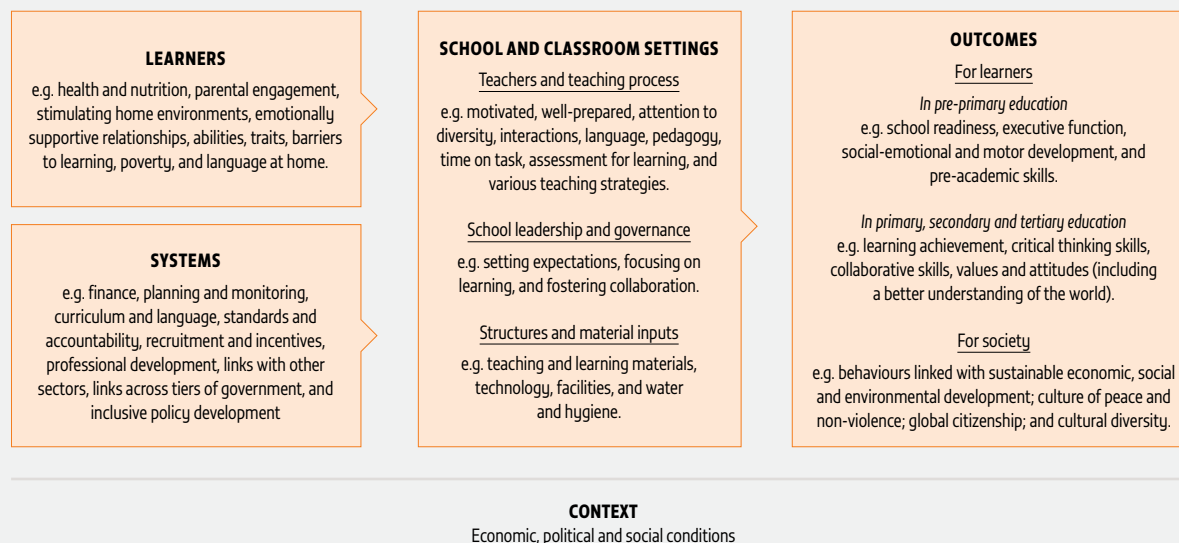 LEARNERS
e.g. health and nutrition, parental engagement,
stimulating home environments, emotionally
supportive relationships, abilities, traits, barriers
to learning, poverty, and language at home.
SYSTEMS
e.g. finance, planning and monitoring,
curriculum and language, standards and
accountability, recruitment and incentives,
professional development, links with other
sectors, links across tiers of government, and
inclusive policy development
SCHOOL AND CLASSROOM SETTINGS
Teachers and teaching process
e.g. motivated, well-prepared, attention to
diversity, interactions, language, pedagogy,
time on task, assessment for learning, and
various teaching strategies.
School leadership and governance
e.g. setting expectations, focusing on
learning, and fostering collaboration.
Structures and material inputs
e.g. teaching and learning materials,
technology, facilities, and water
and hygiene.
OUTCOMES
For learners
In pre-primary education
e.g. school readiness, executive function,
social-emotional and motor development, and
pre-academic skills.
In primary, secondary and tertiary education
e.g. learning achievement, critical thinking skills,
collaborative skills, values and attitudes (including
a better understanding of the world).
For society
e.g. behaviours linked with sustainable economic, social
and environmental development; culture of peace and
non-violence; global citizenship; and cultural diversity.
CONTEXT
Economic, political and social conditions